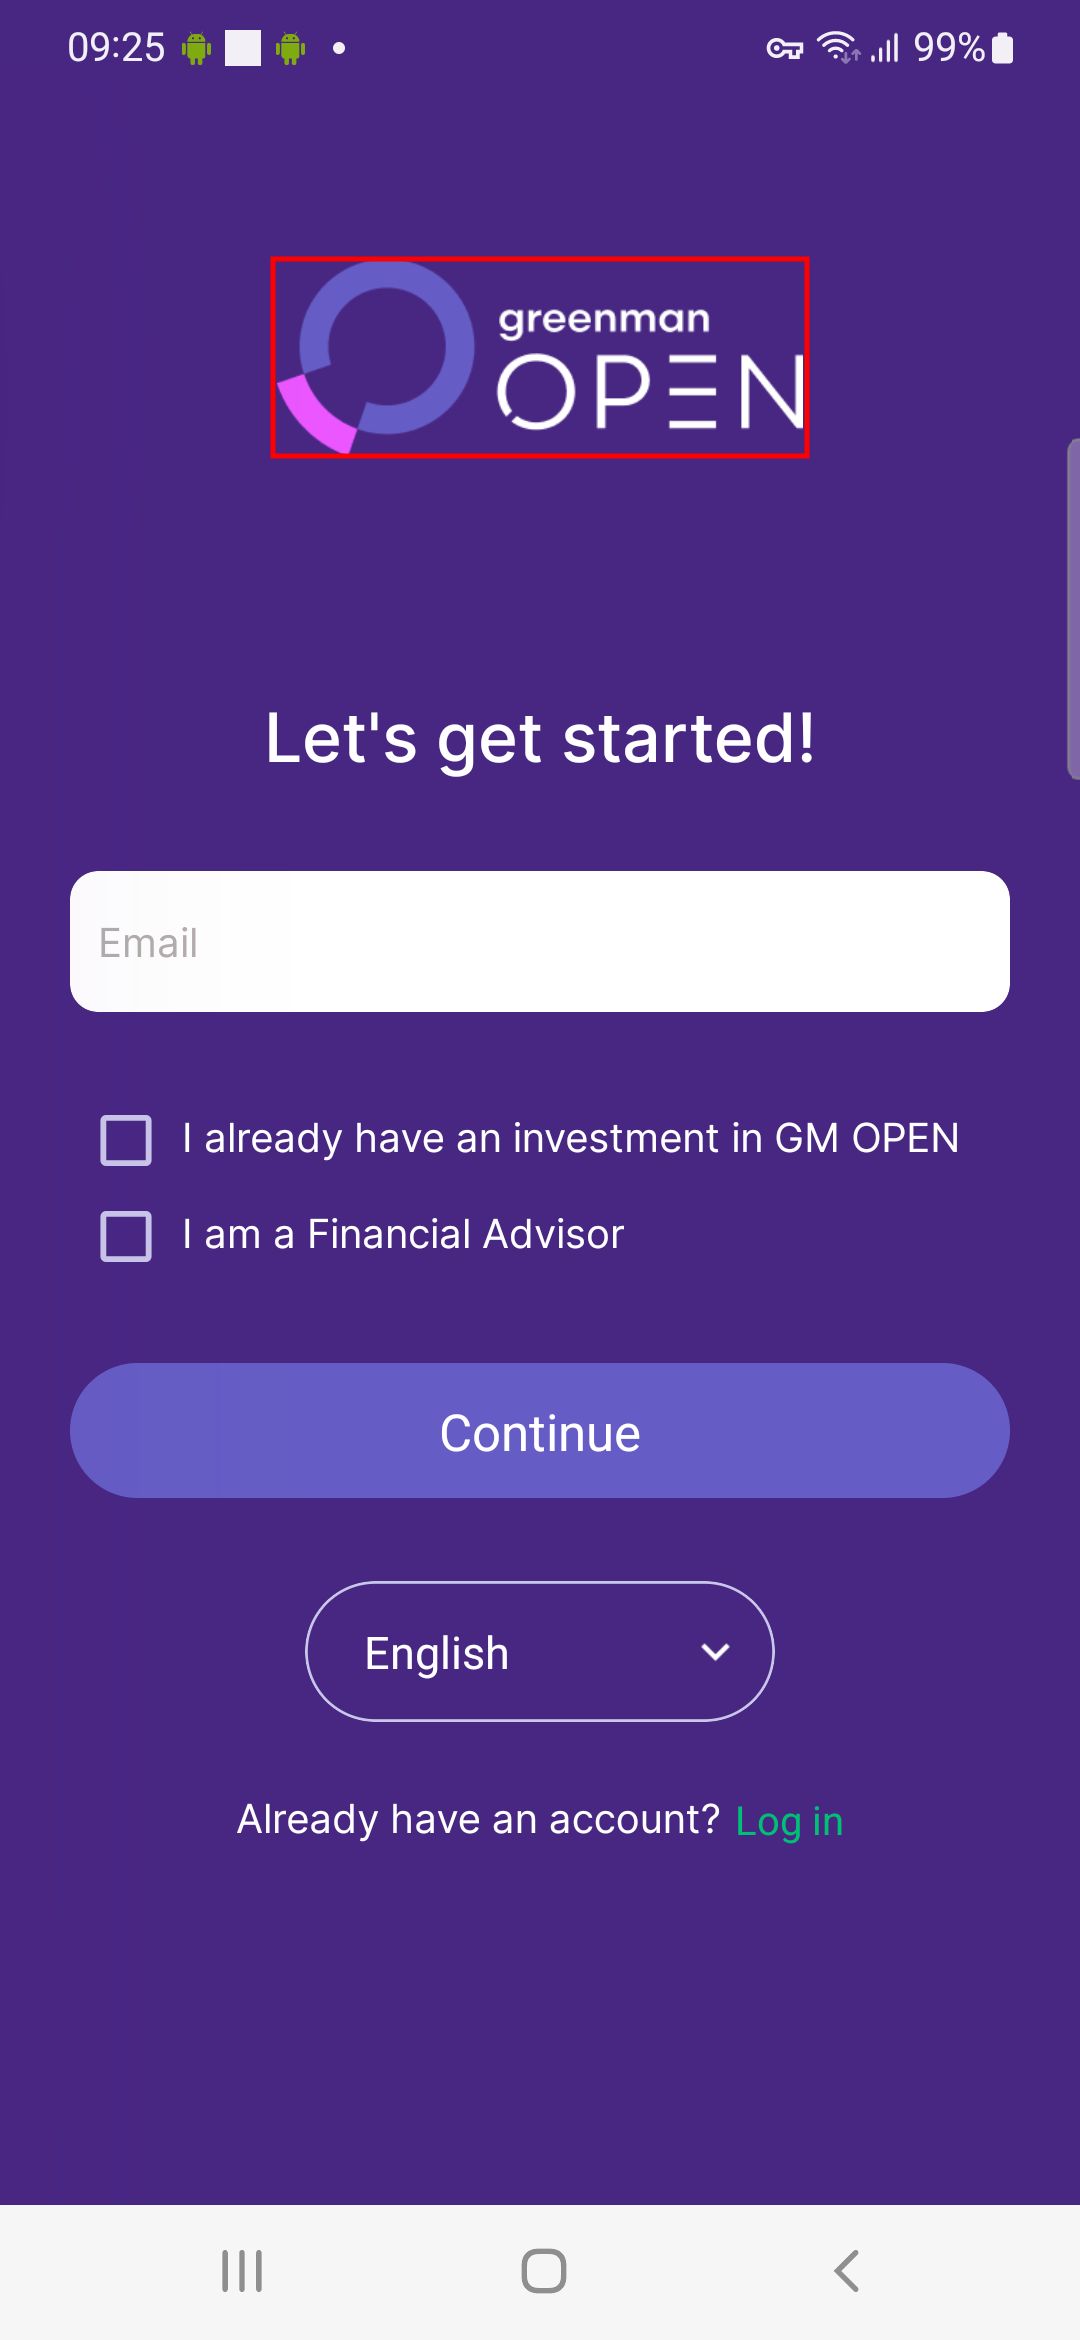 09:25
99%
greenman
OPEN
Let's get started!
Email
I already have an investment in GM OPEN
I am a Financial Advisor
Continue
English
Already have an account? Log in